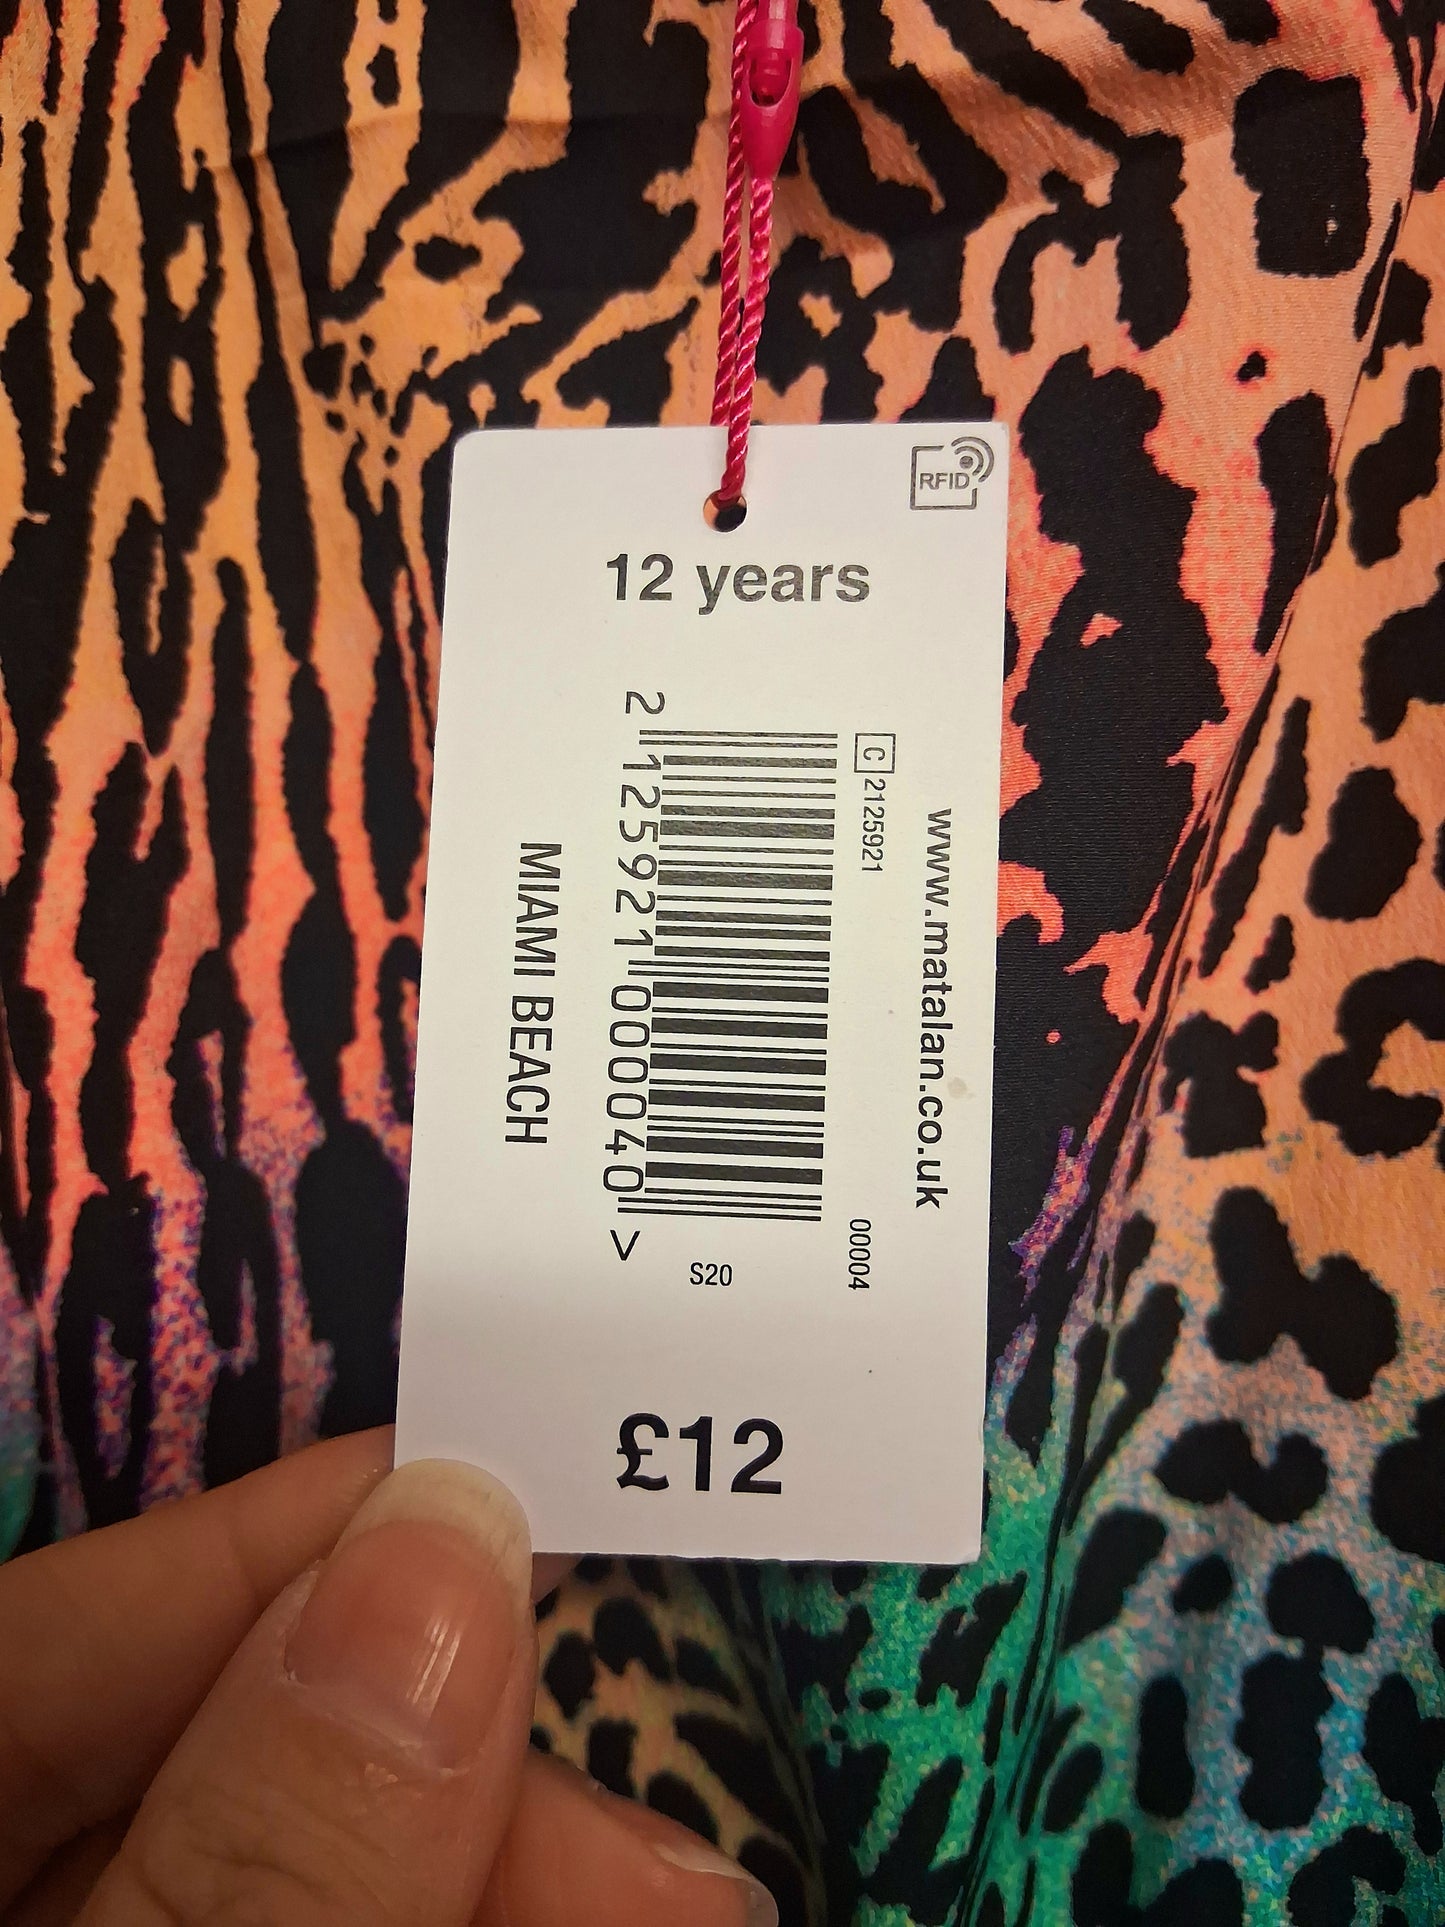 RFID
12 years
www.matalan.co.uk
C 2125921
00004
2 125921 000040 >
MIAMI BEACH
S20
£12